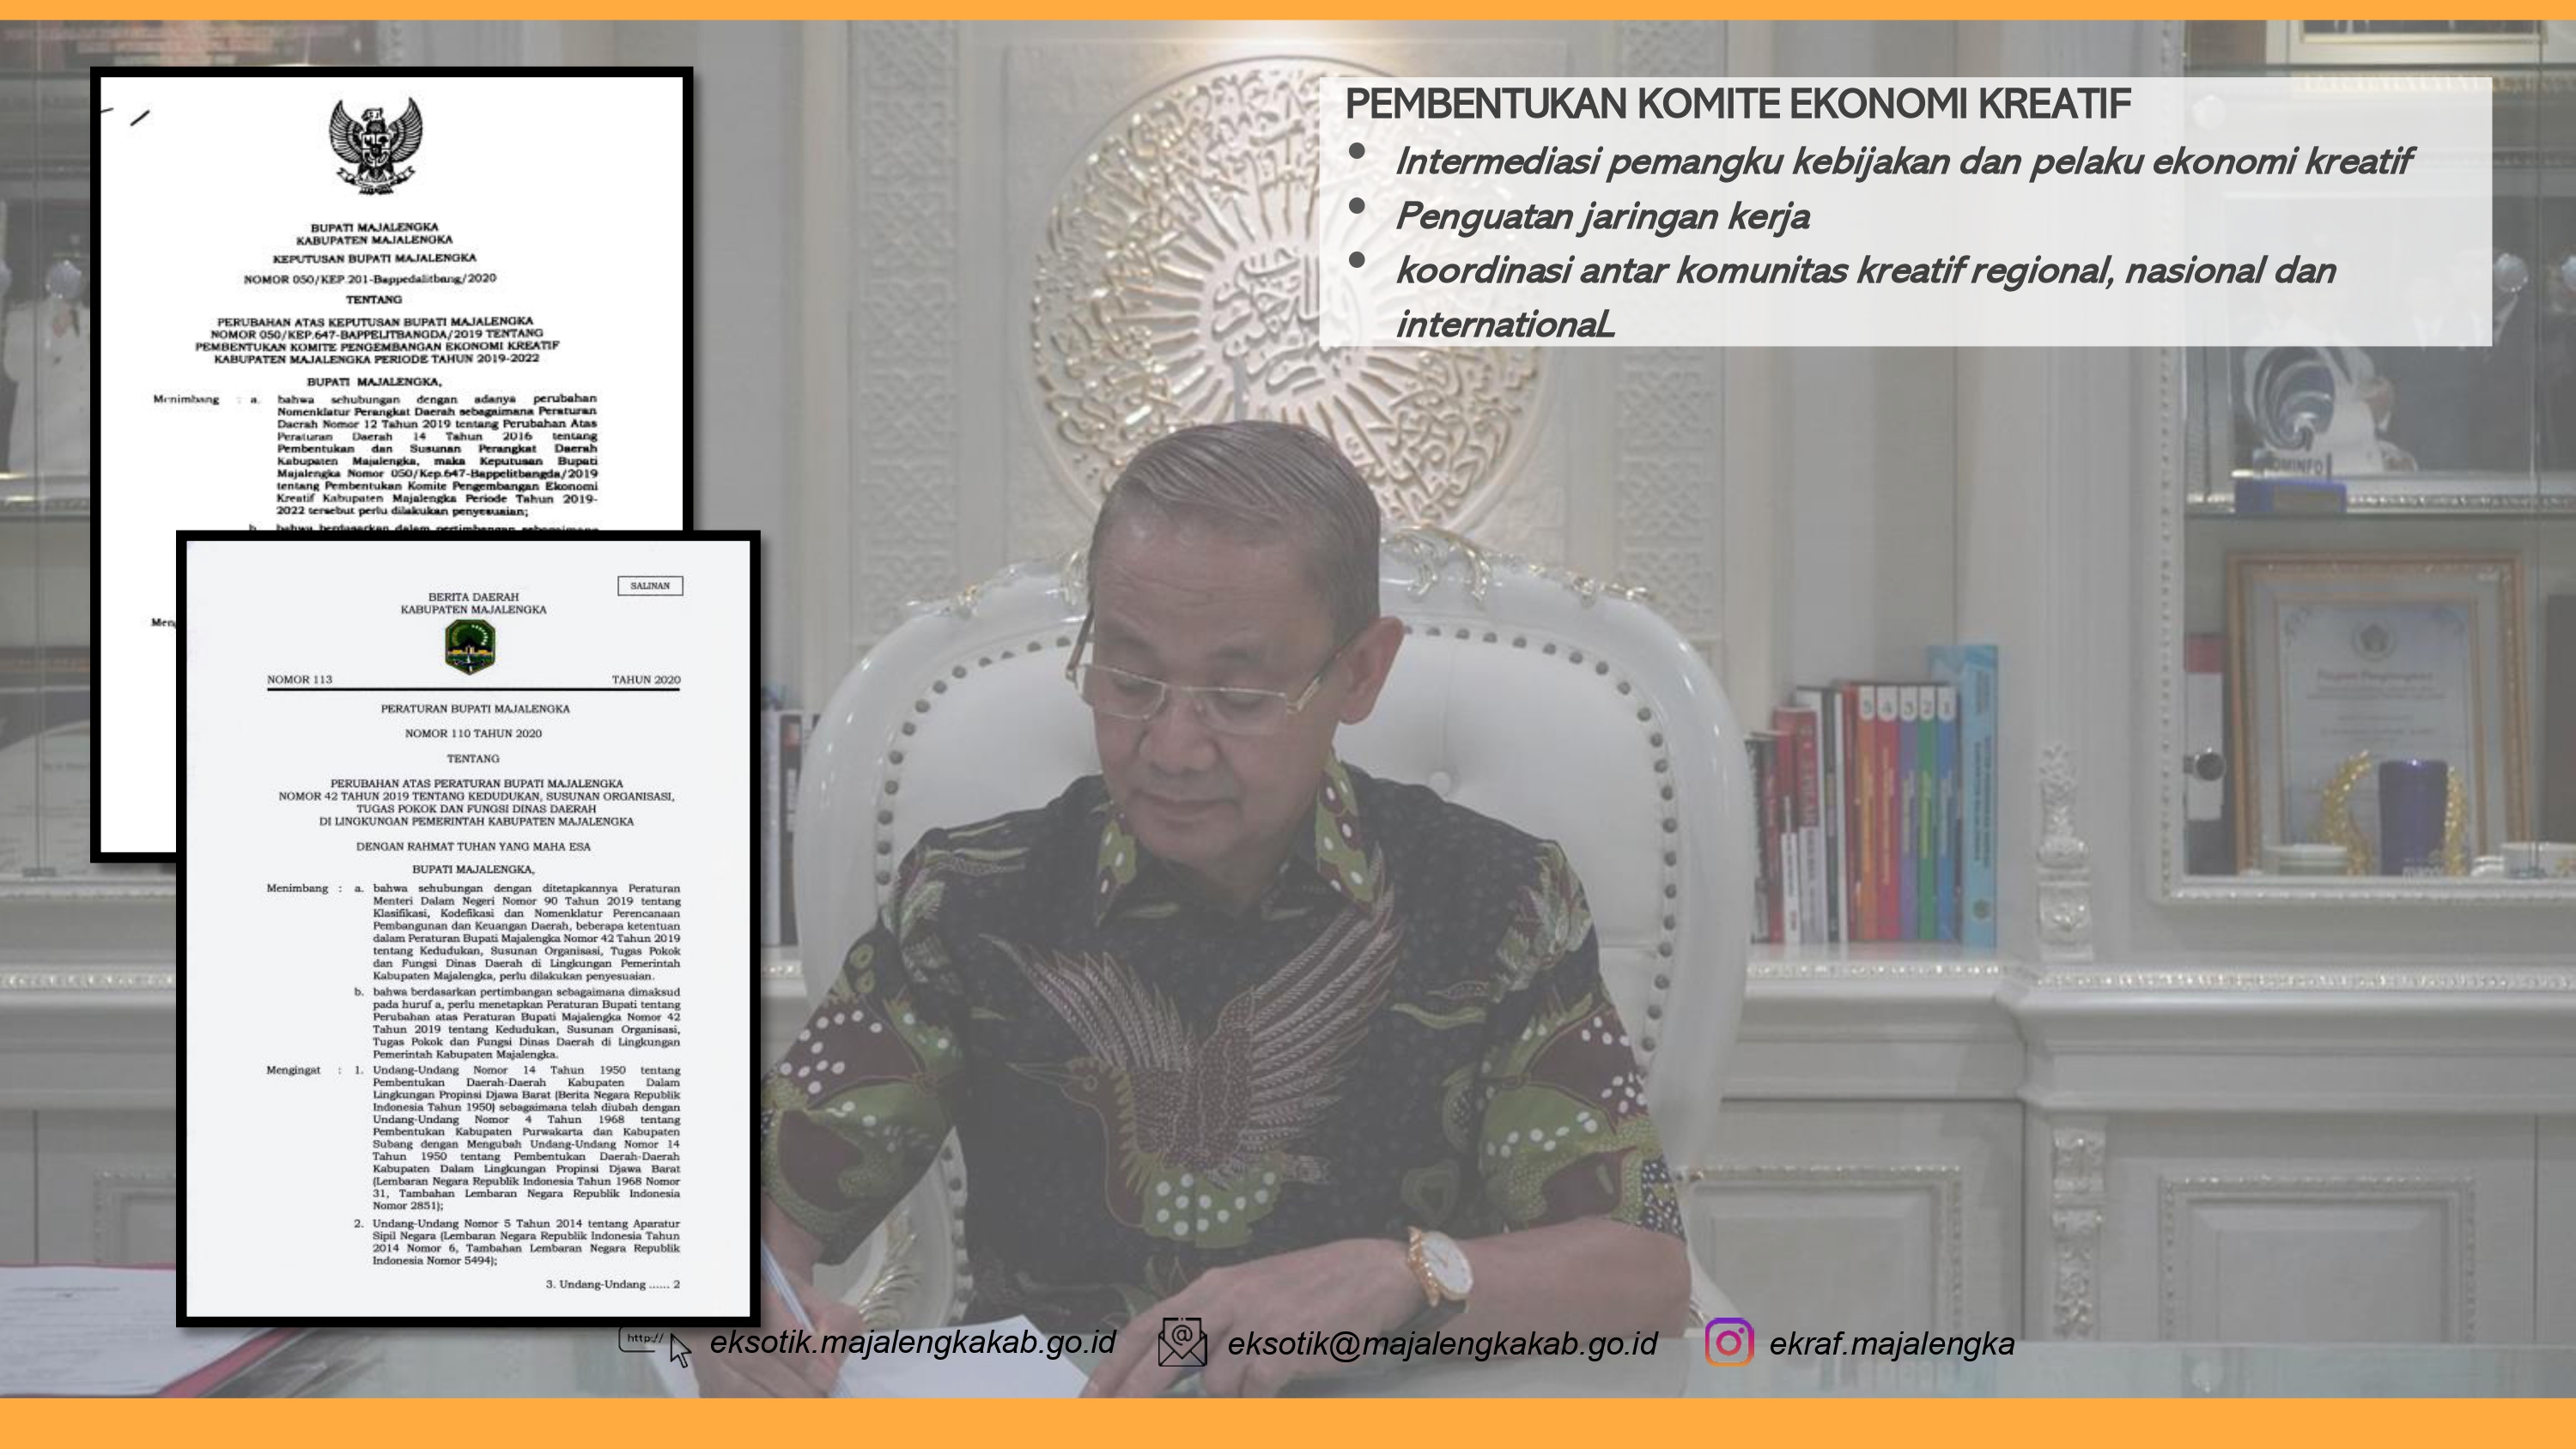 BUPATI MAJALENGKA
KABUPATEN MAJALENGKA
KEPUTUSAN BUPATI MAJALENGKA
NOMOR 050/KEP.201-Bappedalitbang/2020
TENTANG
PERUBAHAN ATAS KEPUTUSAN BUPATI MAJALENGKA
NOMOR 050/KEP.647-BAPPELITBANGDA/2019 TENTANG
PEMBENTUKAN KOMITE PENGEMBANGAN EKONOMI KREATIF
KABUPATEN MAJALENGKA PERIODE TAHUN 2019-2022
BUPATI MAJALENGKA,
Menimbang : a. bahwa sehubungan dengan adanya perubahan
Nomenklatur Perangkat Daerah sebagaimana Peraturan
Daerah Nomor 12 Tahun 2019 tentang Perubahan Atas
Peraturan Daerah 14 Tahun 2016 tentang
Pembentukan dan Susunan Perangkat Daerah
Kabupaten Majalengka, maka Keputusan Bupati
Majalengka Nomor 050/Kep.647-Bappelitbangda/2019
tentang Pembentukan Komite Pengembangan Ekonomi
Kreatif Kabupaten Majalengka Periode Tahun 2019-
2022 tersebut perlu dilakukan penyesuaian;
b. bahwa berdasarkan dalam pertimbangan sebagaimana
Meng
SALINAN
BERITA DAERAH
KABUPATEN MAJALENGKA
NOMOR 113 TAHUN 2020
PERATURAN BUPATI MAJALENGKA
NOMOR 110 TAHUN 2020
TENTANG
PERUBAHAN ATAS PERATURAN BUPATI MAJALENGKA
NOMOR 42 TAHUN 2019 TENTANG KEDUDUKAN, SUSUNAN ORGANISASI,
TUGAS POKOK DAN FUNGSI DINAS DAERAH
DI LINGKUNGAN PEMERINTAH KABUPATEN MAJALENGKA
DENGAN RAHMAT TUHAN YANG MAHA ESA
BUPATI MAJALENGKA,
Menimbang : a. bahwa sehubungan dengan ditetapkannya Peraturan
Menteri Dalam Negeri Nomor 90 Tahun 2019 tentang
Klasifikasi, Kodefikasi dan Nomenklatur Perencanaan
Pembangunan dan Keuangan Daerah, beberapa ketentuan
dalam Peraturan Bupati Majalengka Nomor 42 Tahun 2019
tentang Kedudukan, Susunan Organisasi, Tugas Pokok
dan Fungsi Dinas Daerah di Lingkungan Pemerintah
Kabupaten Majalengka, perlu dilakukan penyesuaian.
b. bahwa berdasarkan pertimbangan sebagaimana dimaksud
pada huruf a, perlu menetapkan Peraturan Bupati tentang
Perubahan atas Peraturan Bupati Majalengka Nomor 42
Tahun 2019 tentang Kedudukan, Susunan Organisasi,
Tugas Pokok dan Fungsi Dinas Daerah di Lingkungan
Pemerintah Kabupaten Majalengka.
Mengingat : 1. Undang-Undang Nomor 14 Tahun 1950 tentang
Pembentukan Daerah-Daerah Kabupaten Dalam
Lingkungan Propinsi Djawa Barat (Berita Negara Republik
Indonesia Tahun 1950) sebagaimana telah diubah dengan
Undang-Undang Nomor 4 Tahun 1968 tentang
Pembentukan Kabupaten Purwakarta dan Kabupaten
Subang dengan Mengubah Undang-Undang Nomor 14
Tahun 1950 tentang Pembentukan Daerah-Daerah
Kabupaten Dalam Lingkungan Propinsi Djawa Barat
(Lembaran Negara Republik Indonesia Tahun 1968 Nomor
31, Tambahan Lembaran Negara Republik Indonesia
Nomor 2851);
2. Undang-Undang Nomor 5 Tahun 2014 tentang Aparatur
Sipil Negara (Lembaran Negara Republik Indonesia Tahun
2014 Nomor 6, Tambahan Lembaran Negara Republik
Indonesia Nomor 5494);
3. Undang-Undang ...... 2
PEMBENTUKAN KOMITE EKONOMI KREATIF
• Intermediasi pemangku kebijakan dan pelaku ekonomi kreatif
• Penguatan jaringan kerja
• koordinasi antar komunitas kreatif regional, nasional dan
internationaL
OMINFO
5 4 3 2 1
http:// eksotik.majalengkakab.go.id eksotik@majalengkakab.go.id ekraf.majalengka